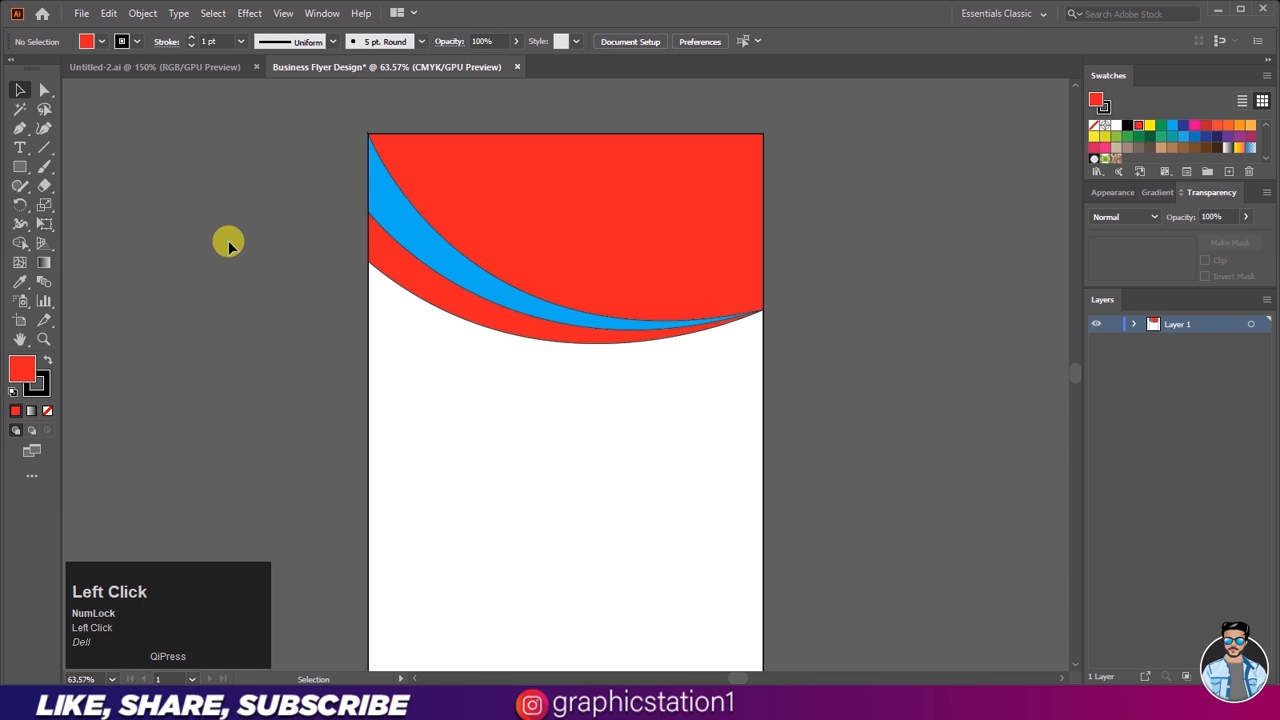 Ai File Edit Object Type Select Effect View Window Help Essentials Classic Search Adobe Stock
No Selection Stroke: 1 pt Uniform 5 pt. Round Opacity: 100% Style: Document Setup Preferences
Untitled-2.ai @ 150% (RGB/GPU Preview) Business Flyer Design* @ 63.57% (CMYK/GPU Preview)
Swatches
Appearance Gradient Transparency
Normal Opacity: 100%
Make Mask
Clip
Invert Mask
Layers
Layer 1
Left Click
NumLock
Left Click
Dell
QiPress
63.57% 1 Selection
1 Layer
LIKE, SHARE, SUBSCRIBE graphicstation1